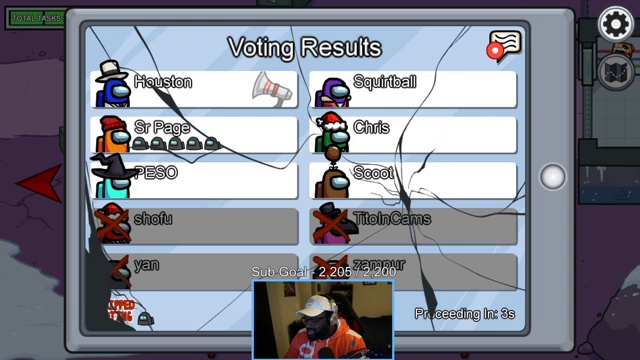 TOTAL TASKS
Voting Results
Houston
Squirtball
Sr Page
Chris
PESO
Scoot
shofu
TitoInCams
yan
zampur
Sub Goal - 2,205 / 2,200
Proceeding In: 3s